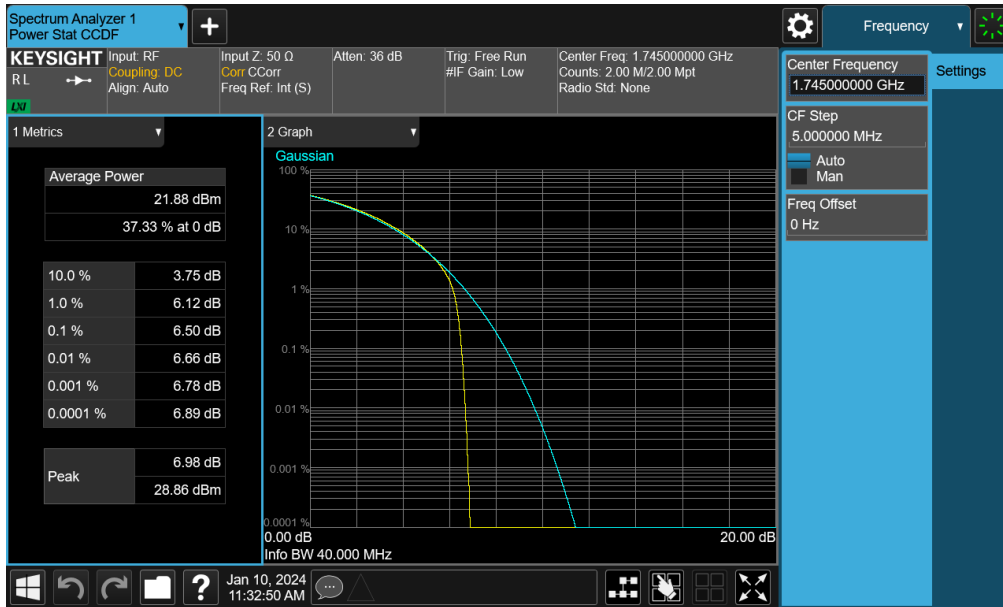 Spectrum Analyzer 1
Power Stat CCDF
Frequency
KEYSIGHT
R L
LXI
Input: RF
Coupling: DC
Align: Auto
Input Z: 50 Ω
Corr CCorr
Freq Ref: Int (S)
Atten: 36 dB
Trig: Free Run
#IF Gain: Low
Center Freq: 1.745000000 GHz
Counts: 2.00 M/2.00 Mpt
Radio Std: None
Center Frequency
1.745000000 GHz
Settings
CF Step
5.000000 MHz
Auto
Man
Freq Offset
0 Hz
1 Metrics
Average Power
21.88 dBm
37.33 % at 0 dB
10.0 % 3.75 dB
1.0 % 6.12 dB
0.1 % 6.50 dB
0.01 % 6.66 dB
0.001 % 6.78 dB
0.0001 % 6.89 dB
Peak
6.98 dB
28.86 dBm
2 Graph
Gaussian
100 %
10 %
1 %
0.1 %
0.01 %
0.001 %
0.0001 %
0.00 dB 20.00 dB
Info BW 40.000 MHz
?
Jan 10, 2024
11:32:50 AM